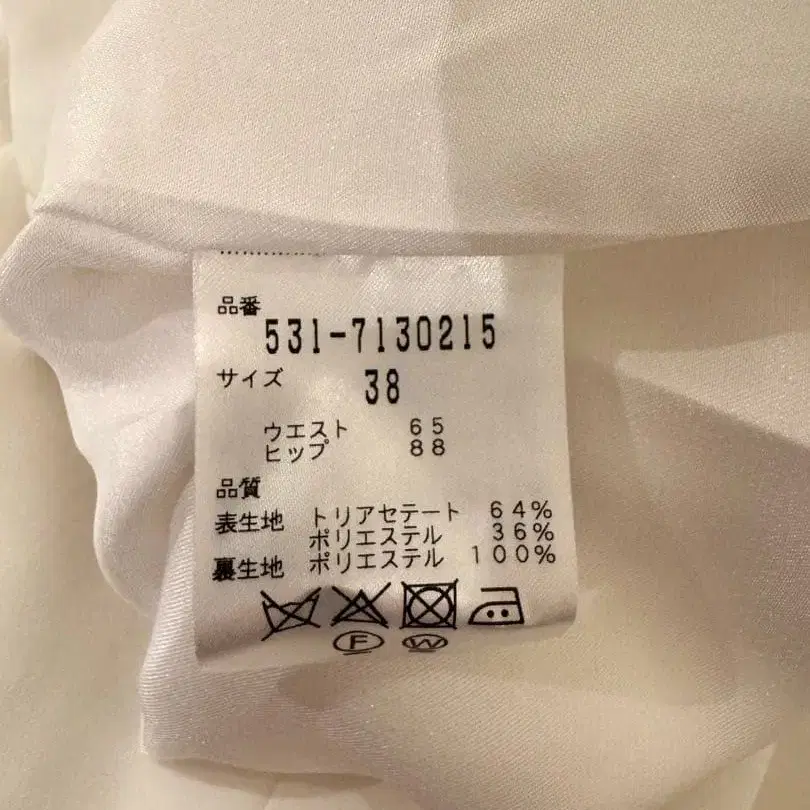 品番
531-7130215
サイズ 38
ウエスト 65
ヒップ 88
品質
表生地 トリアセテート 64%
ポリエステル 36%
裏生地 ポリエステル 100%
F W